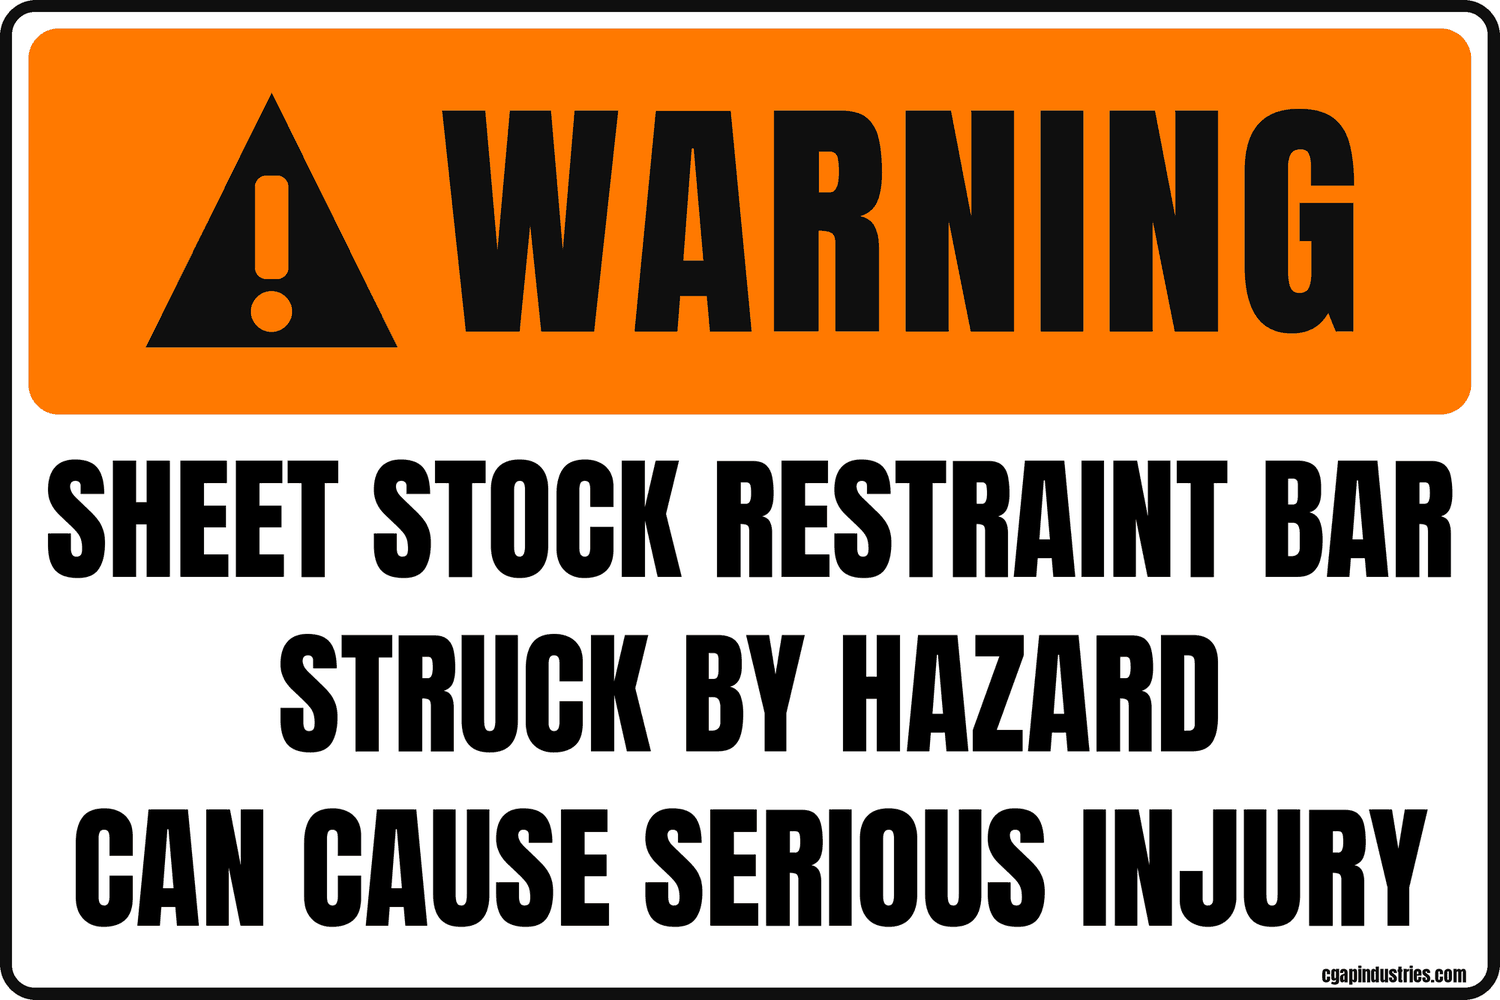 WARNING
SHEET STOCK RESTRAINT BAR
STRUCK BY HAZARD
CAN CAUSE SERIOUS INJURY
cgapindustries.com